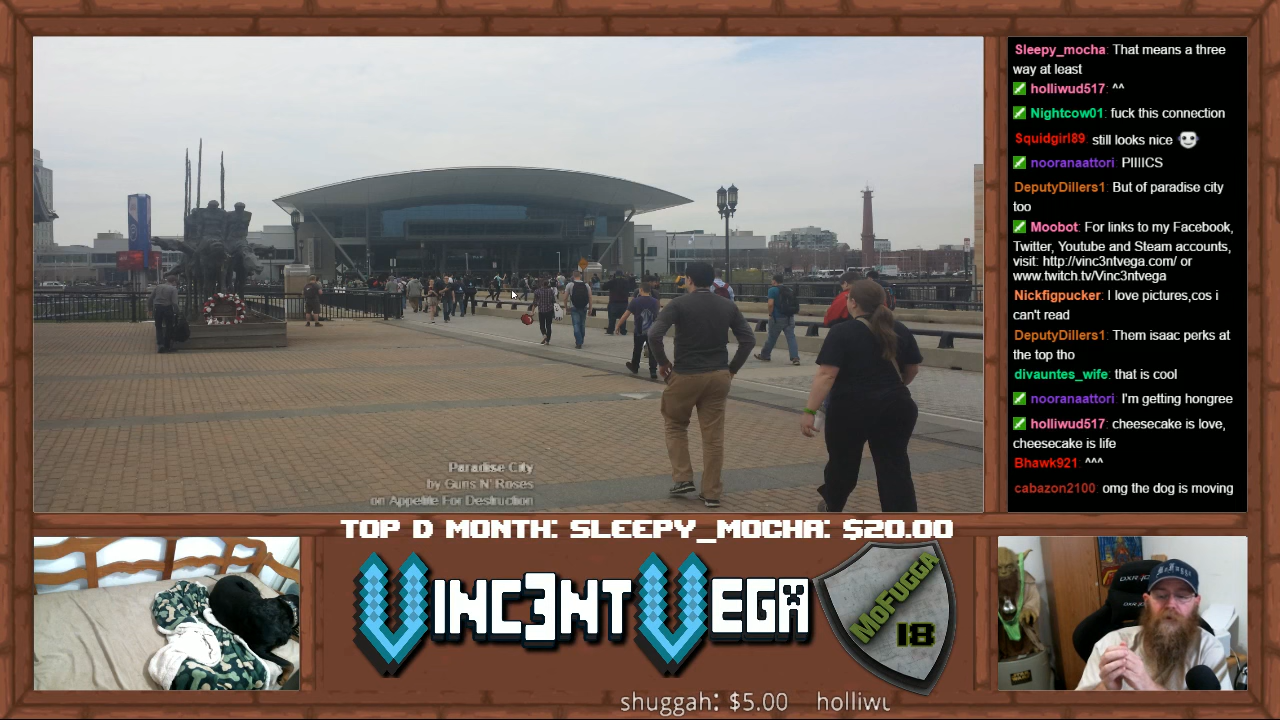 Sleepy_mocha: That means a three
way at least
holliwud517: ^^
Nightcow01: fuck this connection
Squidgirl89: still looks nice
nooranaattori: PIIIICS
DeputyDillers1: But of paradise city
too
Moobot: For links to my Facebook,
Twitter, Youtube and Steam accounts,
visit: http://vinc3ntvega.com/ or
www.twitch.tv/Vinc3ntvega
Nickfigpucker: I love pictures,cos i
can't read
DeputyDillers1: Them isaac perks at
the top tho
divauntes_wife: that is cool
nooranaattori: I'm getting hongree
holliwud517: cheesecake is love,
cheesecake is life
Bhawk921: ^^^
cabazon2100: omg the dog is moving
Paradise City
by Guns N' Roses
on Appetite For Destruction
TOP D MONTH: SLEEPY_MOCHA: $20.00
VINC3NTVEGA
MOFUGGA
18
shuggah: $5.00 holliwu